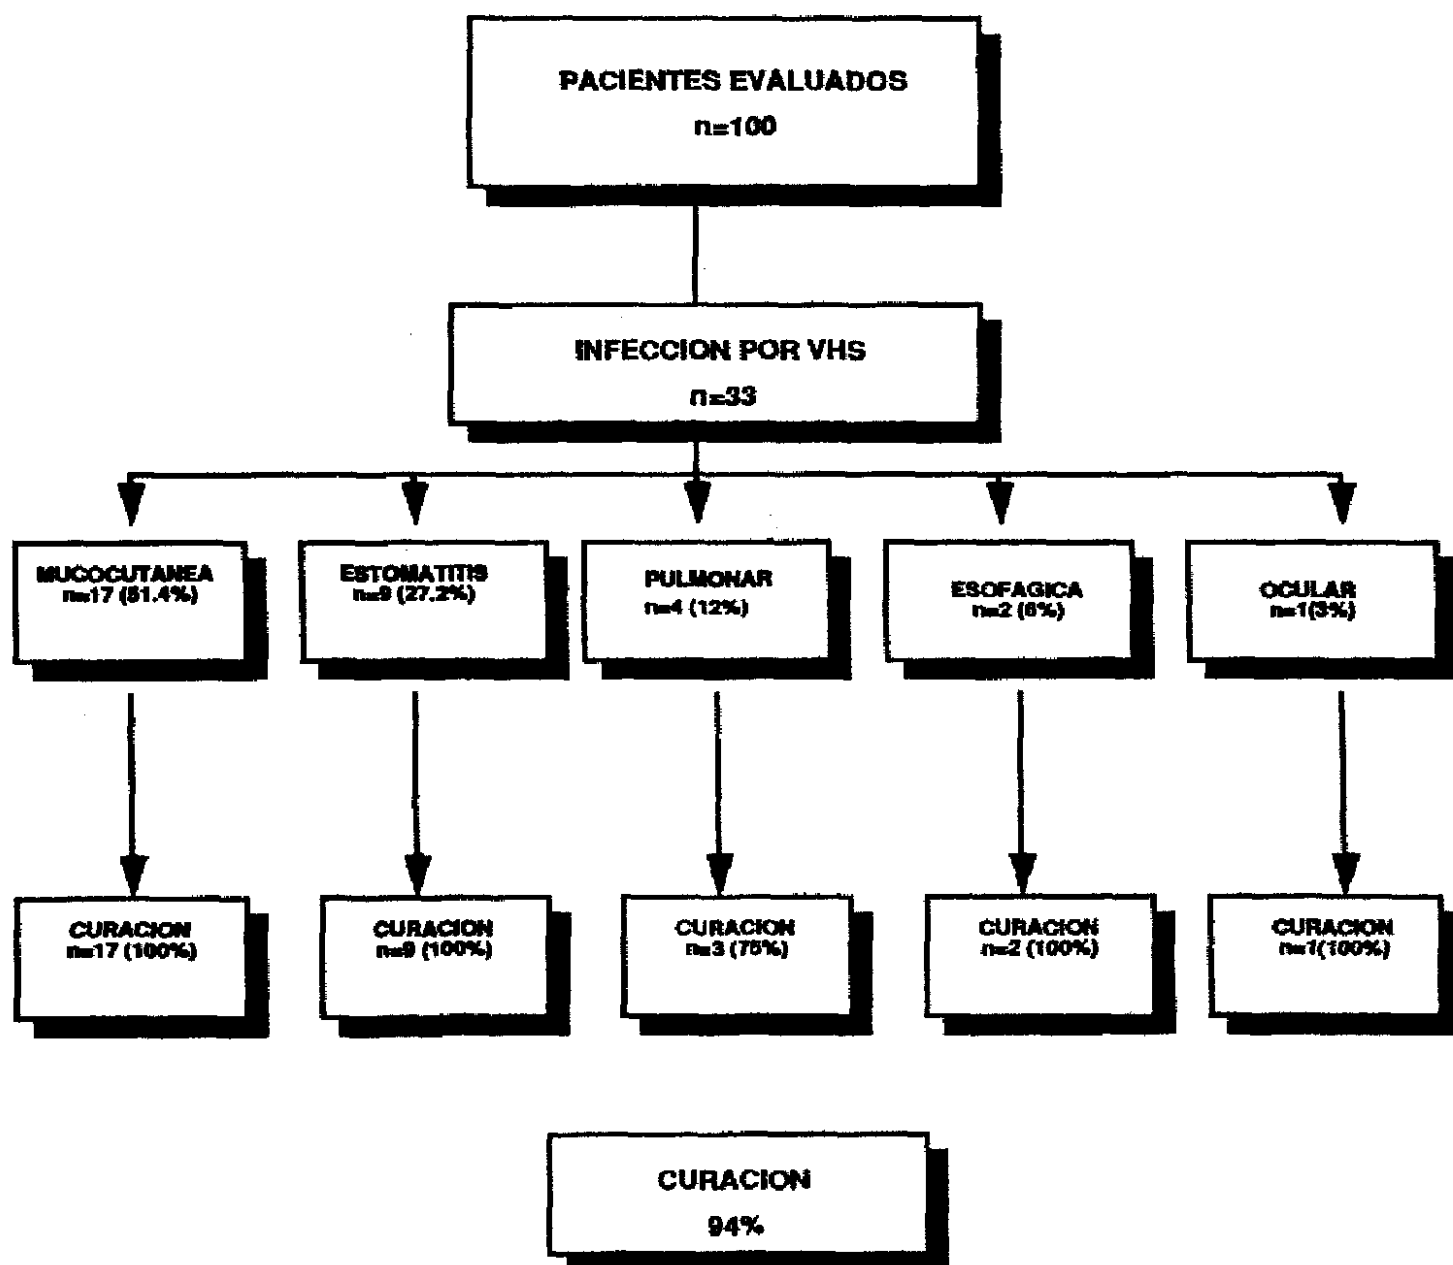 PACIENTES EVALUADOS
n=100
INFECCION POR VHS
n=33
MUCOCUTANEA
n=17 (51.4%)
ESTOMATITIS
n=9 (27.2%)
PULMONAR
n=4 (12%)
ESOFAGICA
n=2 (6%)
OCULAR
n=1(3%)
CURACION
n=17 (100%)
CURACION
n=9 (100%)
CURACION
n=3 (75%)
CURACION
n=2 (100%)
CURACION
n=1(100%)
CURACION
94%